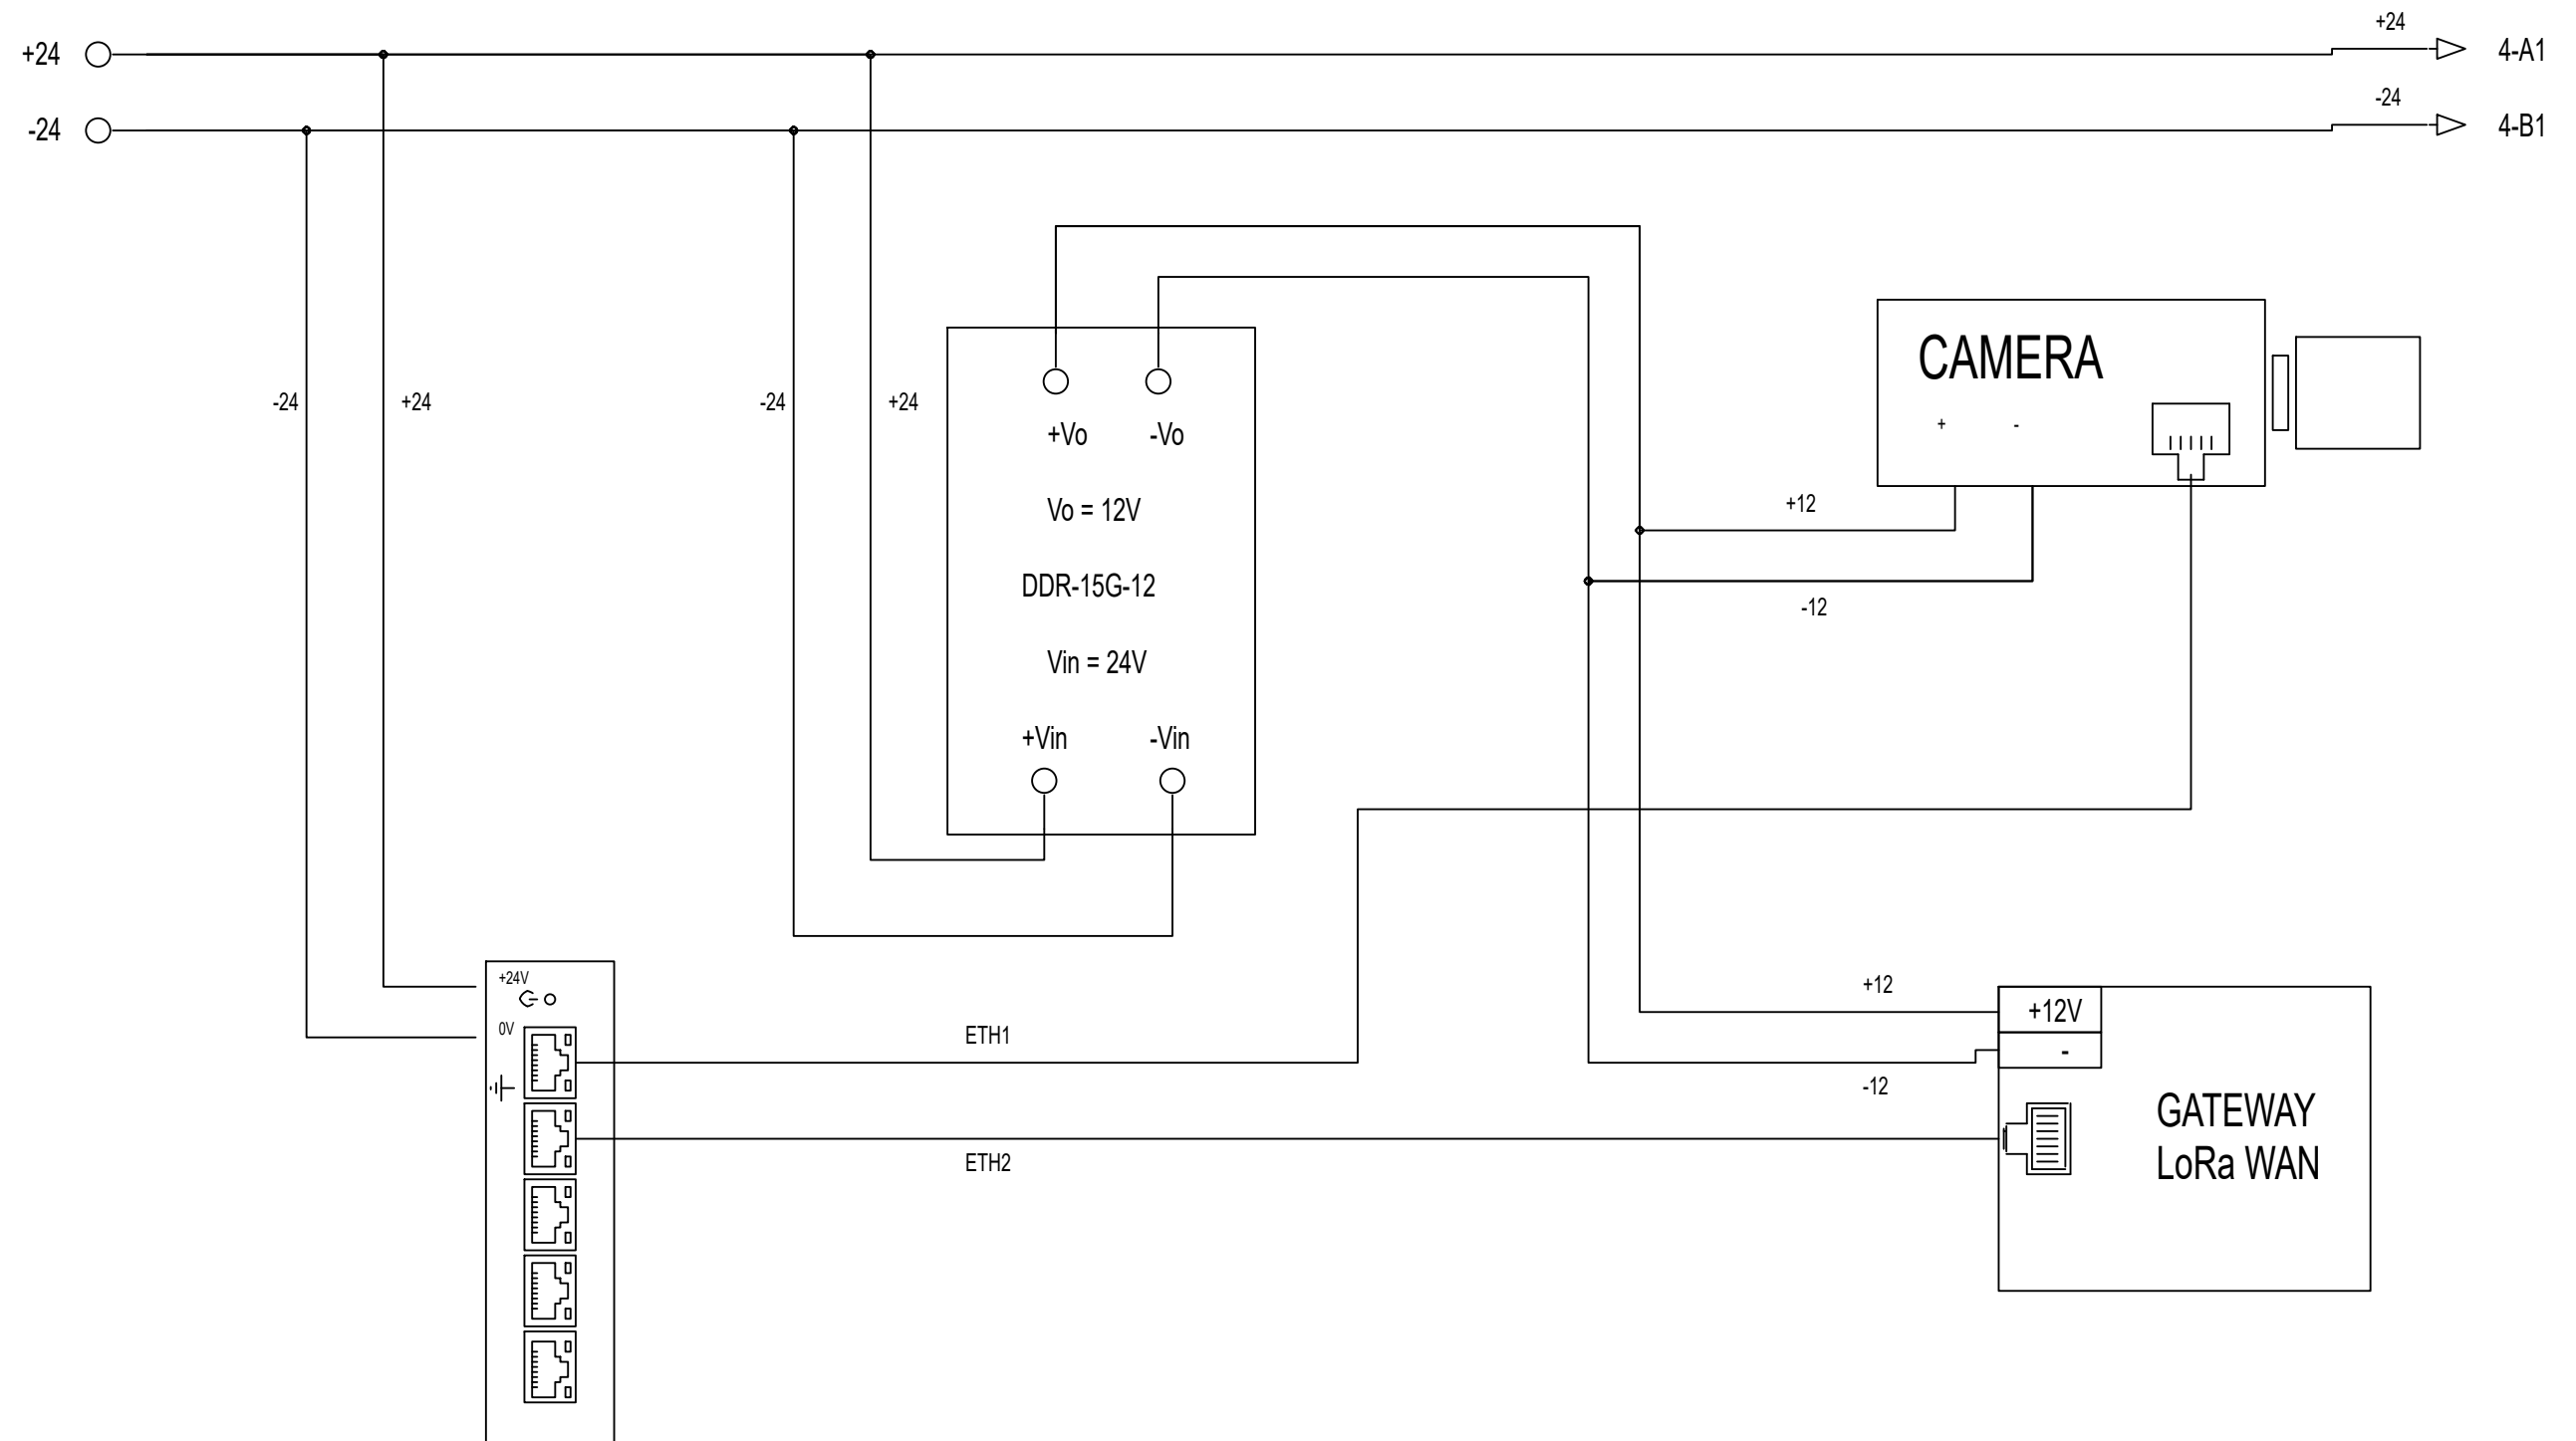 +24
+24
4-A1
-24
-24
4-B1
-24
+24
-24
+24
+Vo
-Vo
Vo = 12V
DDR-15G-12
Vin = 24V
+Vin
-Vin
CAMERA
+
-
+12
-12
+24V
0V
ETH1
ETH2
+12
-12
+12V
-
GATEWAY
LoRa WAN